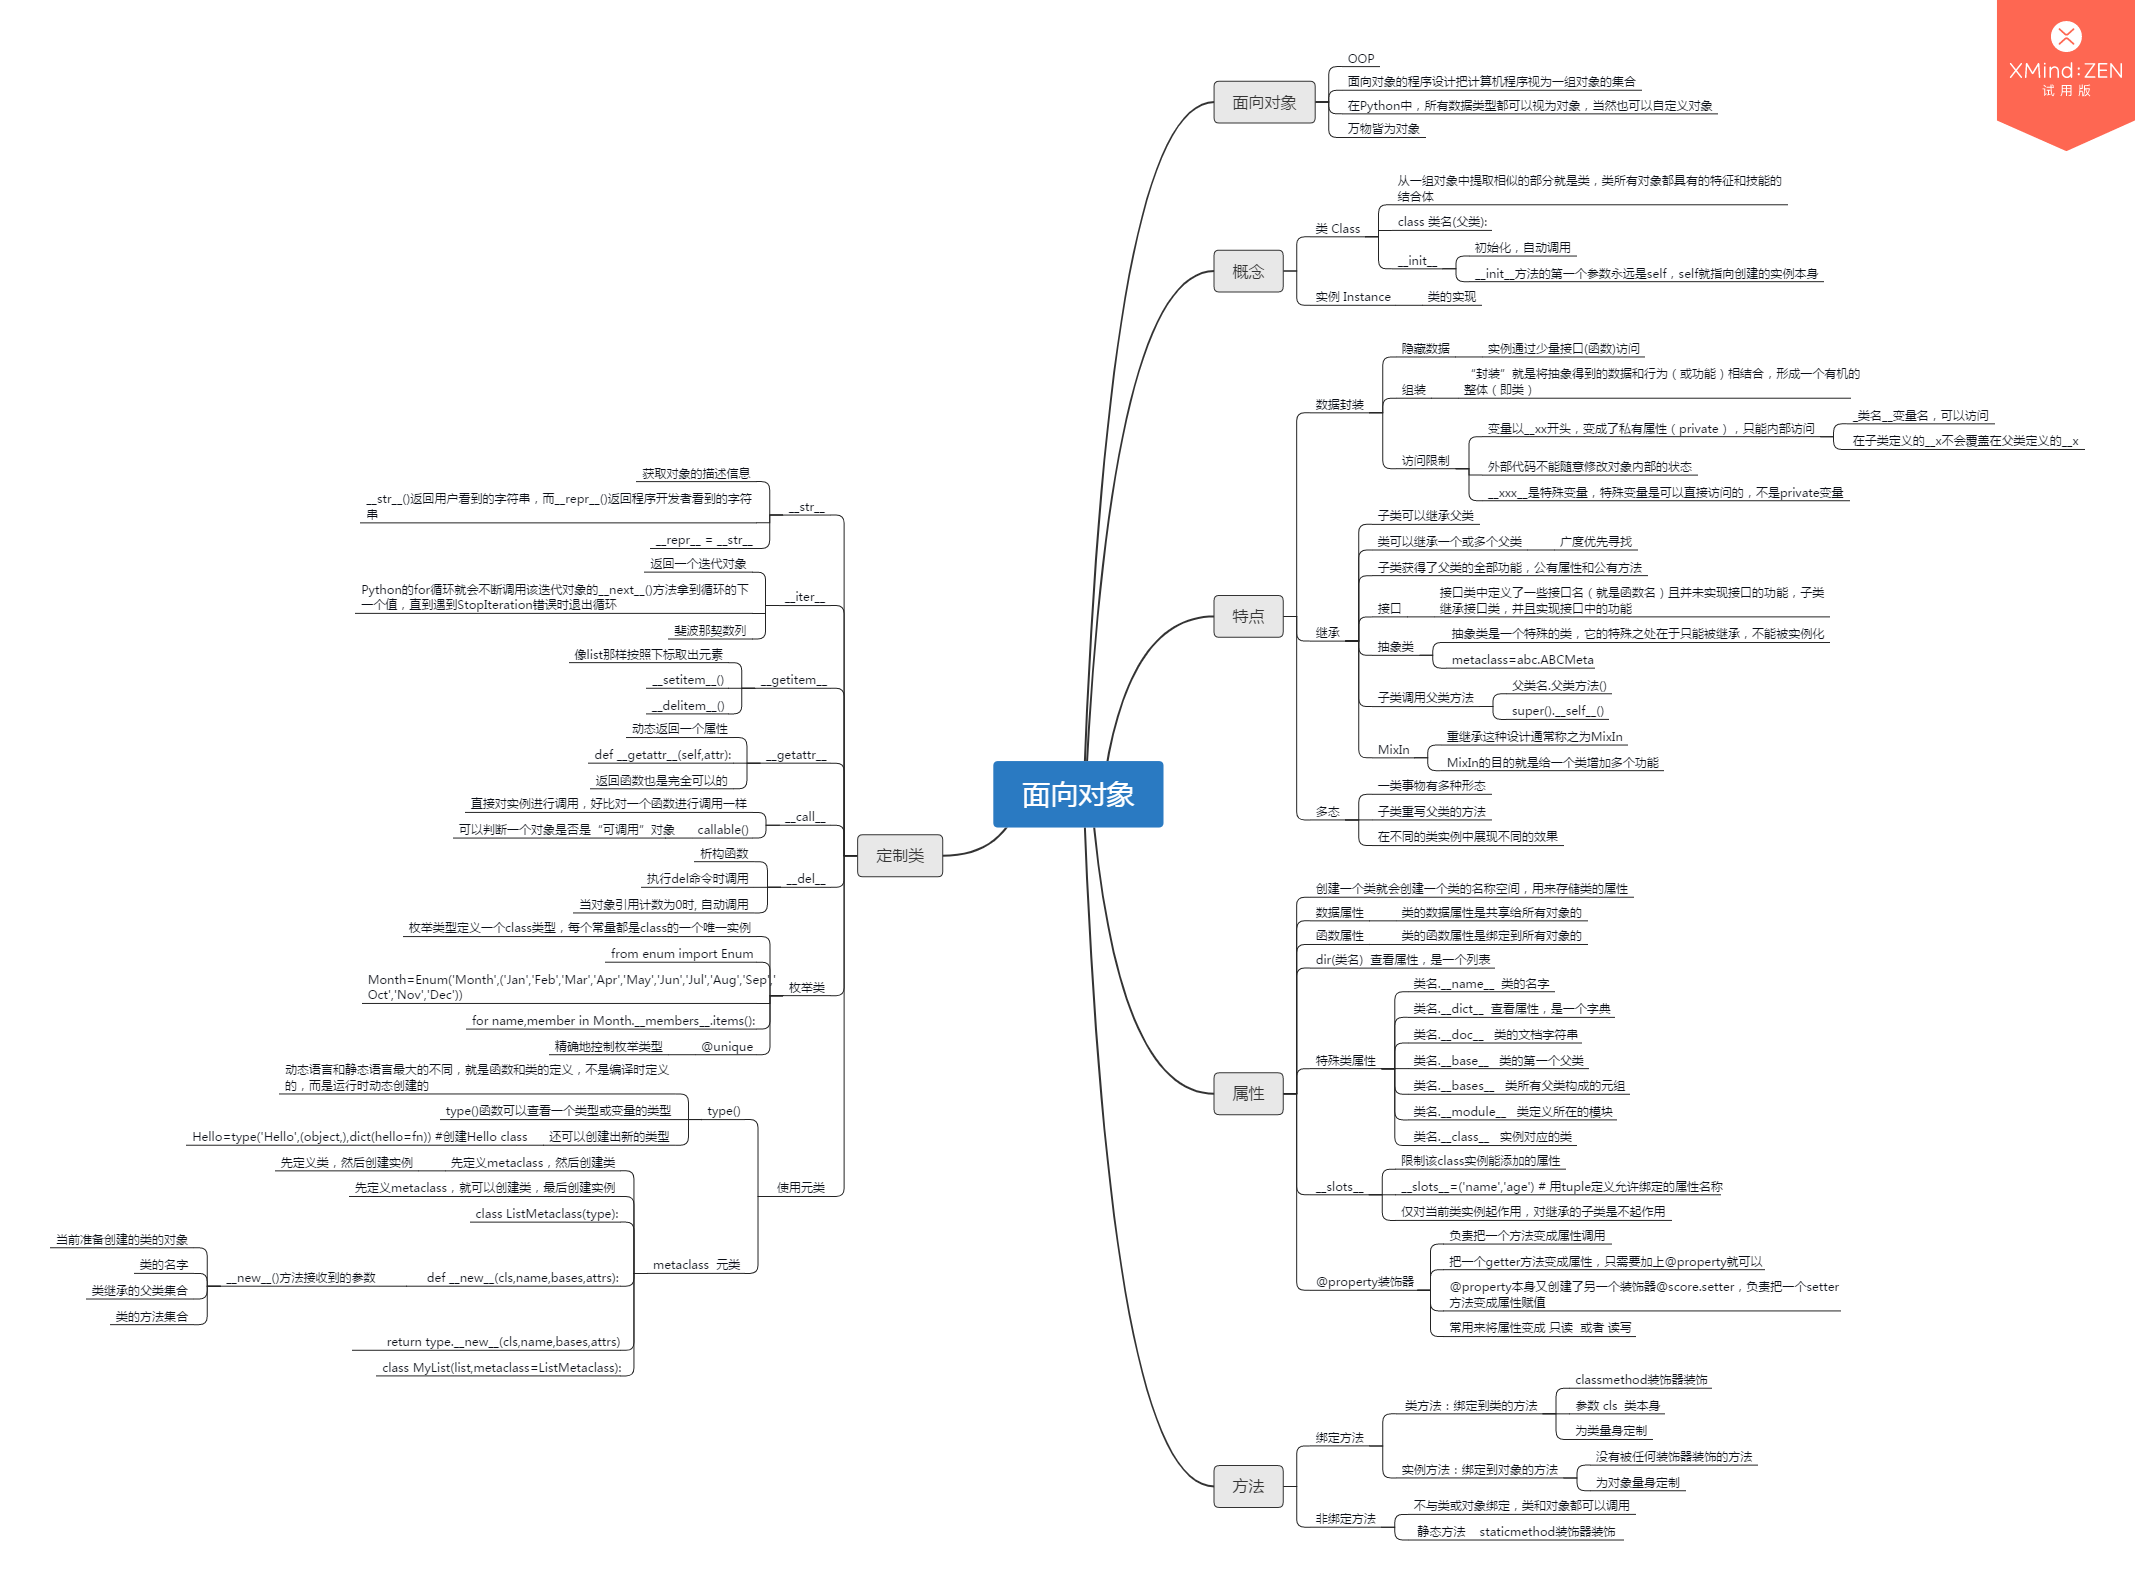 XMind:ZEN
试用版
面向对象
面向对象
OOP
面向对象的程序设计把计算机程序视为一组对象的集合
在Python中，所有数据类型都可以视为对象，当然也可以自定义对象
万物皆为对象
概念
类 Class
从一组对象中提取相似的部分就是类，类所有对象都具有的特征和技能的
结合体
class 类名(父类):
__init__
初始化，自动调用
__init__方法的第一个参数永远是self，self就指向创建的实例本身
实例 Instance
类的实现
特点
数据封装
隐藏数据
实例通过少量接口(函数)访问
组装
“封装”就是将抽象得到的数据和行为（或功能）相结合，形成一个有机的
整体（即类）
访问限制
变量以__xx开头，变成了私有属性（private），只能内部访问
_类名__变量名，可以访问
在子类定义的__x不会覆盖在父类定义的__x
外部代码不能随意修改对象内部的状态
__xxx__是特殊变量，特殊变量是可以直接访问的，不是private变量
继承
子类可以继承父类
类可以继承一个或多个父类
广度优先寻找
子类获得了父类的全部功能，公有属性和公有方法
接口
接口类中定义了一些接口名（就是函数名）且并未实现接口的功能，子类
继承接口类，并且实现接口中的功能
抽象类
抽象类是一个特殊的类，它的特殊之处在于只能被继承，不能被实例化
metaclass=abc.ABCMeta
子类调用父类方法
父类名.父类方法()
super().__self__()
MixIn
重继承这种设计通常称之为MixIn
MixIn的目的就是给一个类增加多个功能
多态
一类事物有多种形态
子类重写父类的方法
在不同的类实例中展现不同的效果
属性
创建一个类就会创建一个类的名称空间，用来存储类的属性
数据属性
类的数据属性是共享给所有对象的
函数属性
类的函数属性是绑定到所有对象的
dir(类名) 查看属性，是一个列表
特殊类属性
类名.__name__ 类的名字
类名.__dict__ 查看属性，是一个字典
类名.__doc__ 类的文档字符串
类名.__base__ 类的第一个父类
类名.__bases__ 类所有父类构成的元组
类名.__module__ 类定义所在的模块
类名.__class__ 实例对应的类
__slots__
限制该class实例能添加的属性
__slots__=('name','age') # 用tuple定义允许绑定的属性名称
仅对当前类实例起作用，对继承的子类是不起作用
@property装饰器
负责把一个方法变成属性调用
把一个getter方法变成属性，只需要加上@property就可以
@property本身又创建了另一个装饰器@score.setter，负责把一个setter
方法变成属性赋值
常用来将属性变成 只读 或者 读写
方法
绑定方法
类方法：绑定到类的方法
classmethod装饰器装饰
参数 cls 类本身
为类量身定制
实例方法：绑定到对象的方法
没有被任何装饰器装饰的方法
为对象量身定制
非绑定方法
不与类或对象绑定，类和对象都可以调用
静态方法
staticmethod装饰器装饰
定制类
__str__
获取对象的描述信息
__str__()返回用户看到的字符串，而__repr__()返回程序开发者看到的字符
串
__repr__ = __str__
__iter__
返回一个迭代对象
Python的for循环就会不断调用该迭代对象的__next__()方法拿到循环的下
一个值，直到遇到StopIteration错误时退出循环
斐波那契数列
__getitem__
像list那样按照下标取出元素
__setitem__()
__delitem__()
__getattr__
动态返回一个属性
def __getattr__(self,attr):
返回函数也是完全可以的
__call__
直接对实例进行调用，好比对一个函数进行调用一样
可以判断一个对象是否是“可调用”对象
callable()
__del__
析构函数
执行del命令时调用
当对象引用计数为0时, 自动调用
枚举类
枚举类型定义一个class类型，每个常量都是class的一个唯一实例
from enum import Enum
Month=Enum('Month',('Jan','Feb','Mar','Apr','May','Jun','Jul','Aug','Sep','
Oct','Nov','Dec'))
for name,member in Month.__members__.items():
精确地控制枚举类型
@unique
使用元类
type()
动态语言和静态语言最大的不同，就是函数和类的定义，不是编译时定义
的，而是运行时动态创建的
type()函数可以查看一个类型或变量的类型
Hello=type('Hello',(object,),dict(hello=fn)) #创建Hello class
还可以创建出新的类型
metaclass 元类
先定义类，然后创建实例
先定义metaclass，然后创建类
先定义metaclass，就可以创建类，最后创建实例
class ListMetaclass(type):
def __new__(cls,name,bases,attrs):
__new__()方法接收到的参数
当前准备创建的类的对象
类的名字
类继承的父类集合
类的方法集合
return type.__new__(cls,name,bases,attrs)
class MyList(list,metaclass=ListMetaclass):